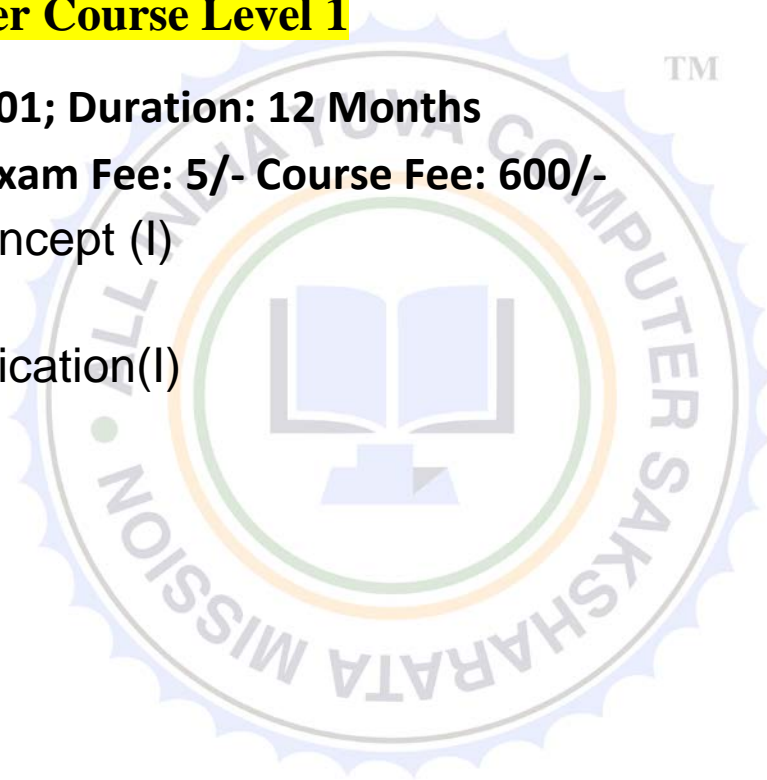 er Course Level 1
TM
01; Duration: 12 Months
xam Fee: 5/- Course Fee: 600/-
ncept (I)
ication(I)
ALL INDIA YUVA COMPUTER SAKSHARATA MISSION